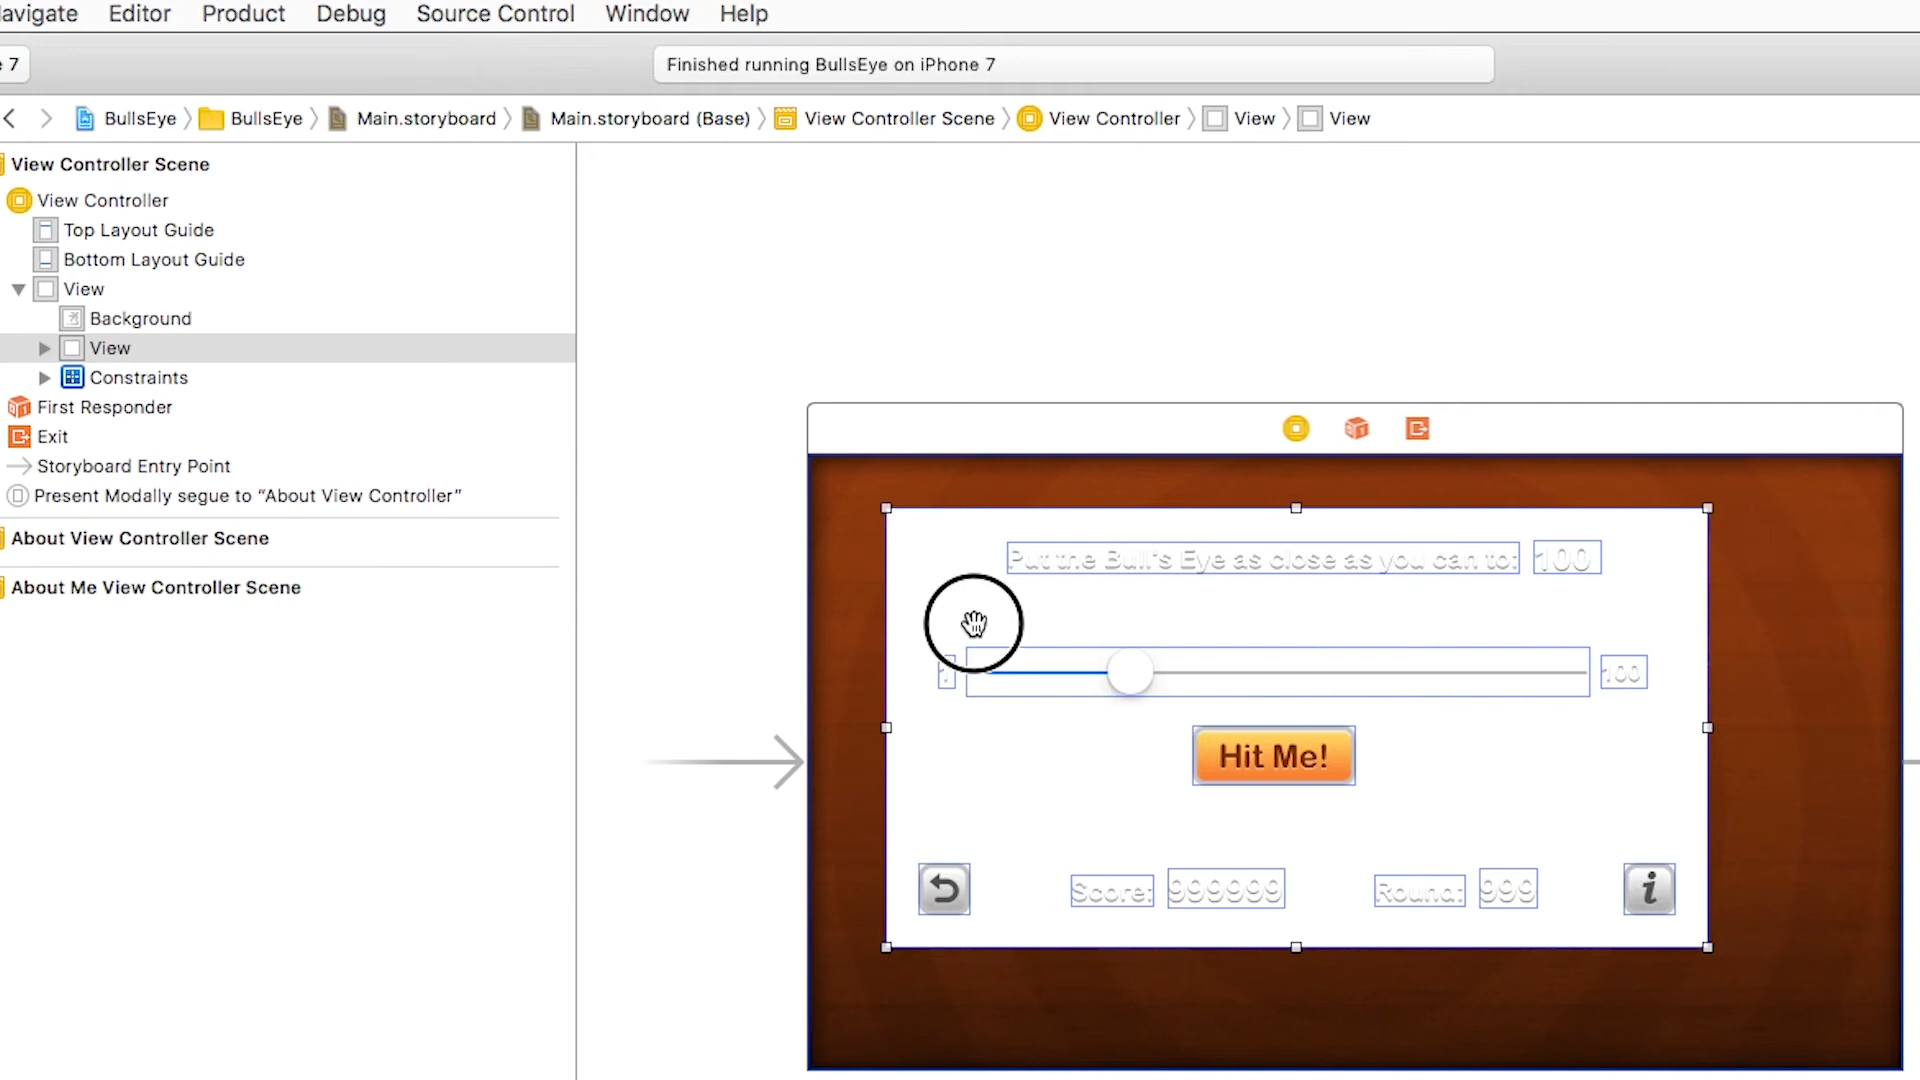 avigate Editor Product Debug Source Control Window Help
7 Finished running BullsEye on iPhone 7
BullsEye BullsEye Main.storyboard Main.storyboard (Base) View Controller Scene View Controller View View
View Controller Scene
View Controller
Top Layout Guide
Bottom Layout Guide
View
Background
View
Constraints
First Responder
Exit
Storyboard Entry Point
Present Modally segue to “About View Controller”
About View Controller Scene
About Me View Controller Scene
Put the Bull's Eye as close as you can to: 100
1 100
Hit Me!
Score: 999999 Round: 999